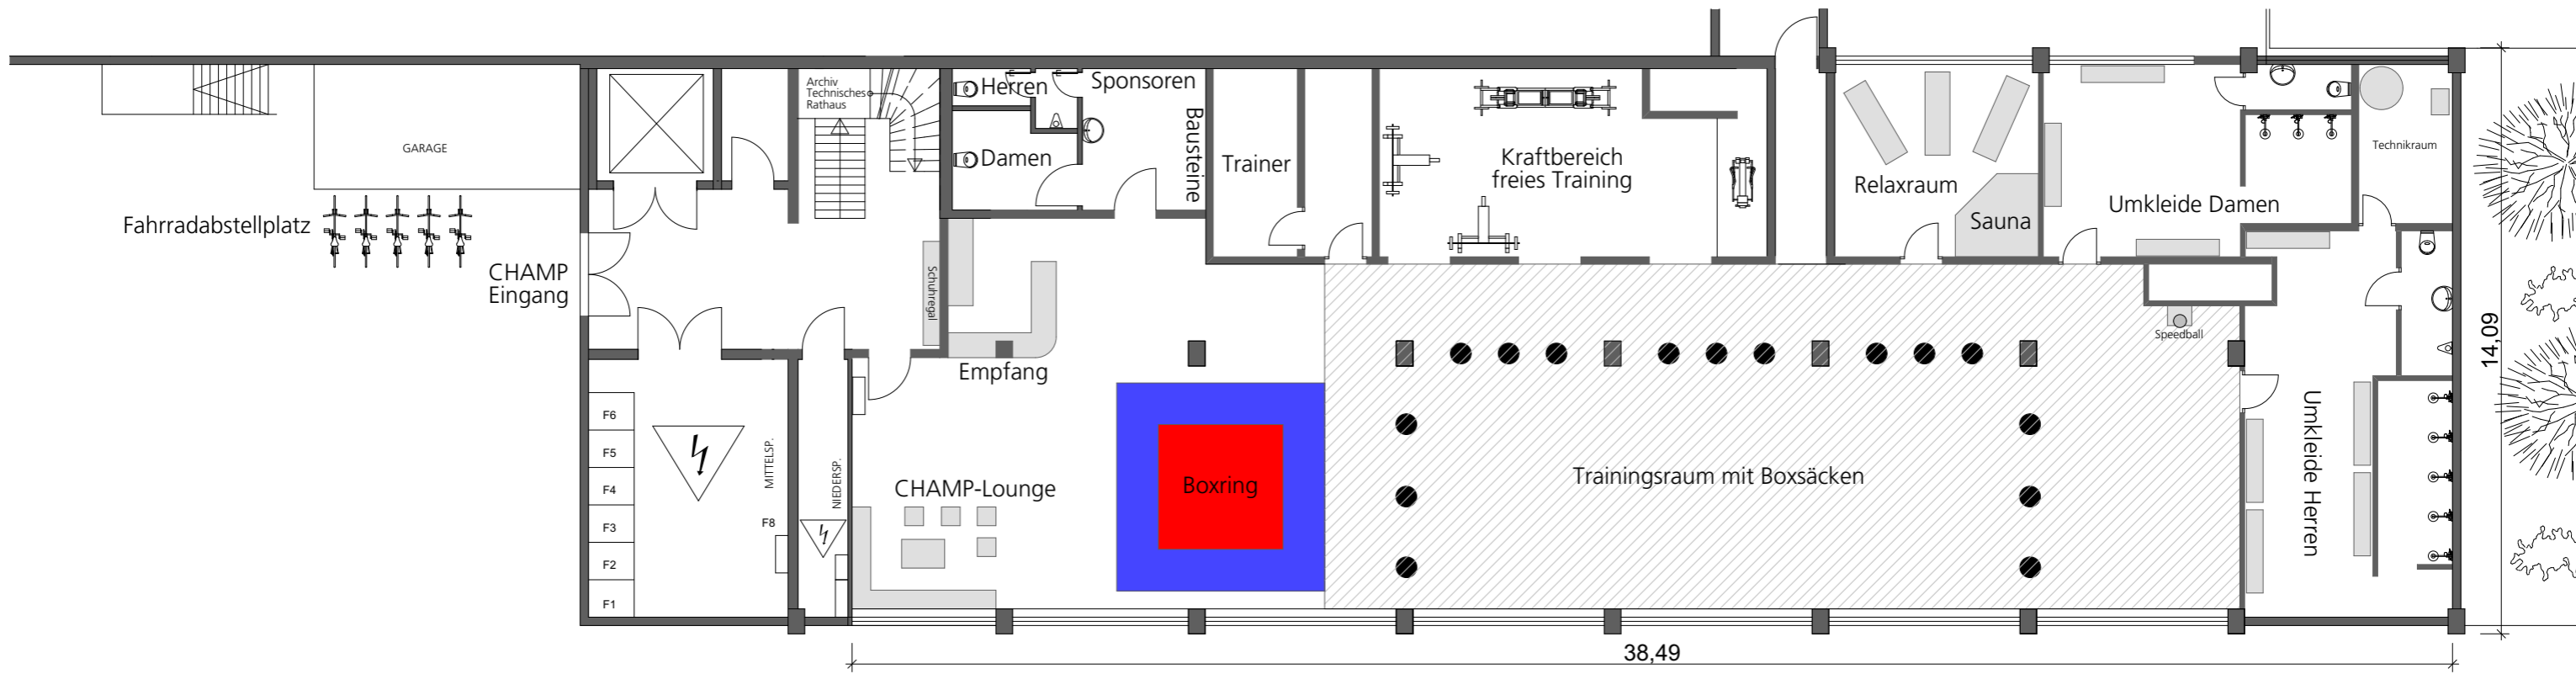 Archiv
Technisches
Rathaus
Herren
Sponsoren
Bausteine
Damen
Trainer
Kraftbereich
freies Training
Relaxraum
Sauna
Umkleide Damen
Technikraum
GARAGE
Fahrradabstellplatz
CHAMP
Eingang
Schuhregal
Empfang
Speedball
14,09
F6
F5
F4
F3
F2
F1
MITTELSP.
F8
NIEDERSP.
CHAMP-Lounge
Boxring
Trainingsraum mit Boxsäcken
Umkleide Herren
38,49